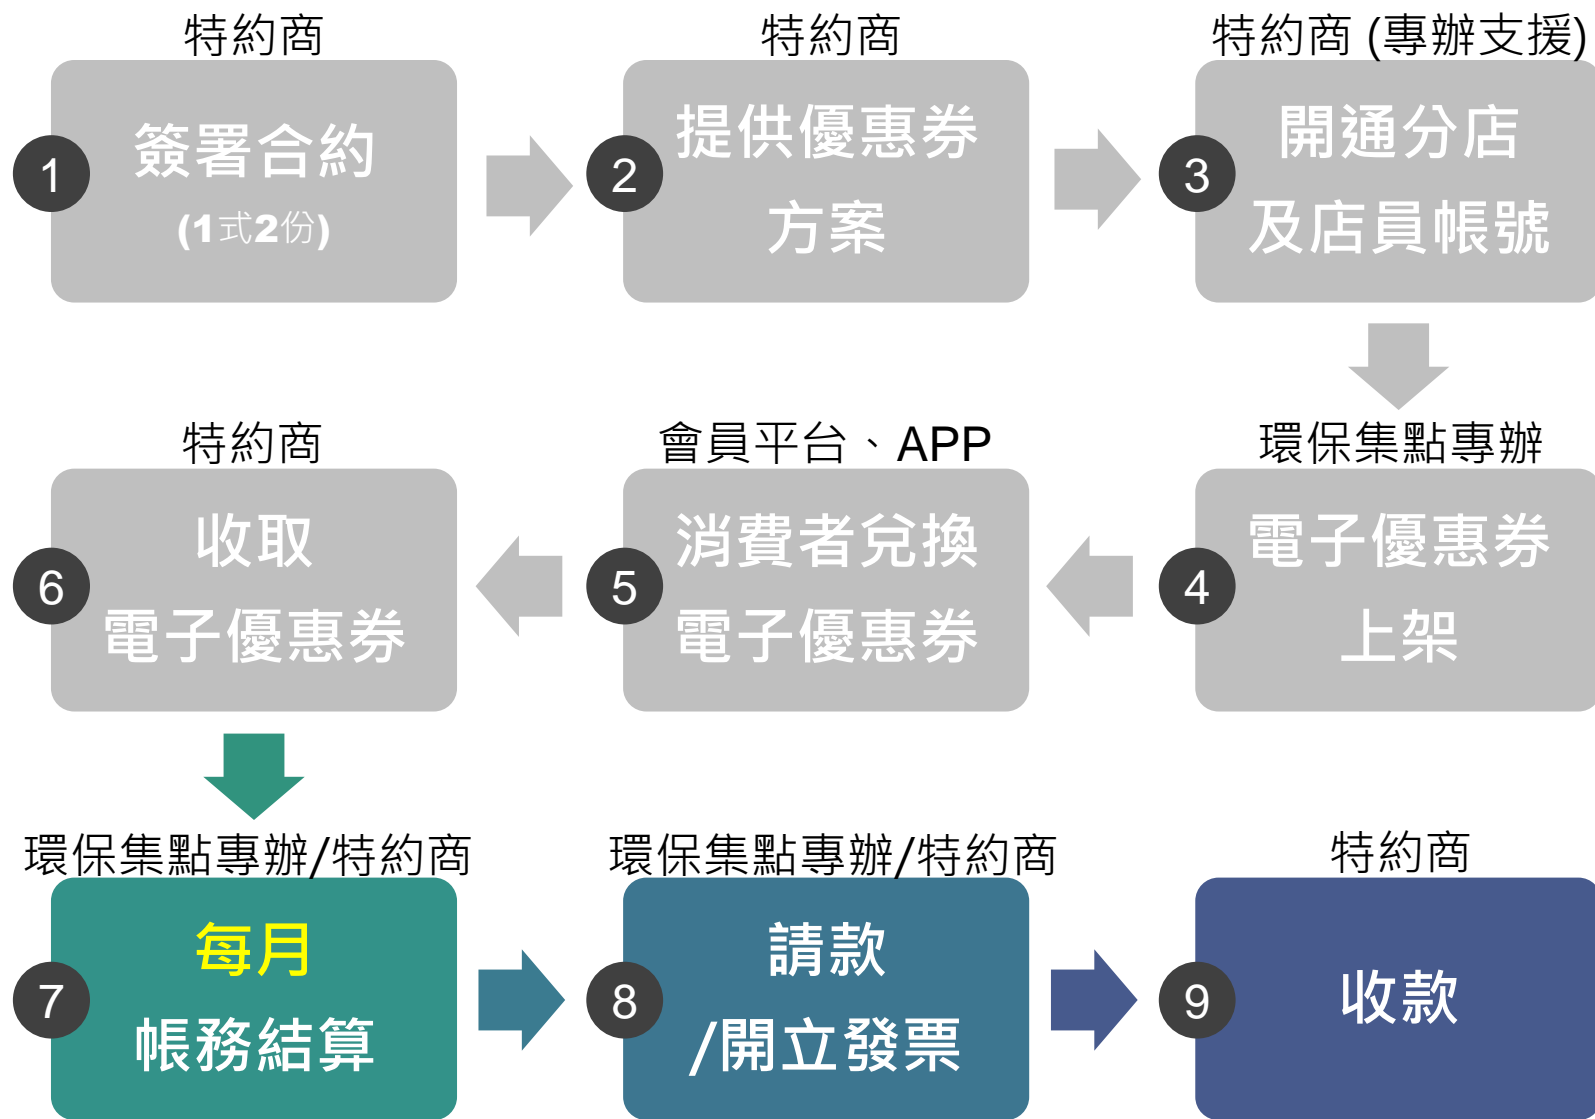 特約商
1
簽署合約
(1式2份)
特約商
2
提供優惠券
方案
特約商 (專辦支援)
3
開通分店
及店員帳號
環保集點專辦
4
電子優惠券
上架
會員平台、APP
5
消費者兌換
電子優惠券
特約商
6
收取
電子優惠券
環保集點專辦/特約商
7
每月
帳務結算
環保集點專辦/特約商
8
請款
/開立發票
特約商
9
收款